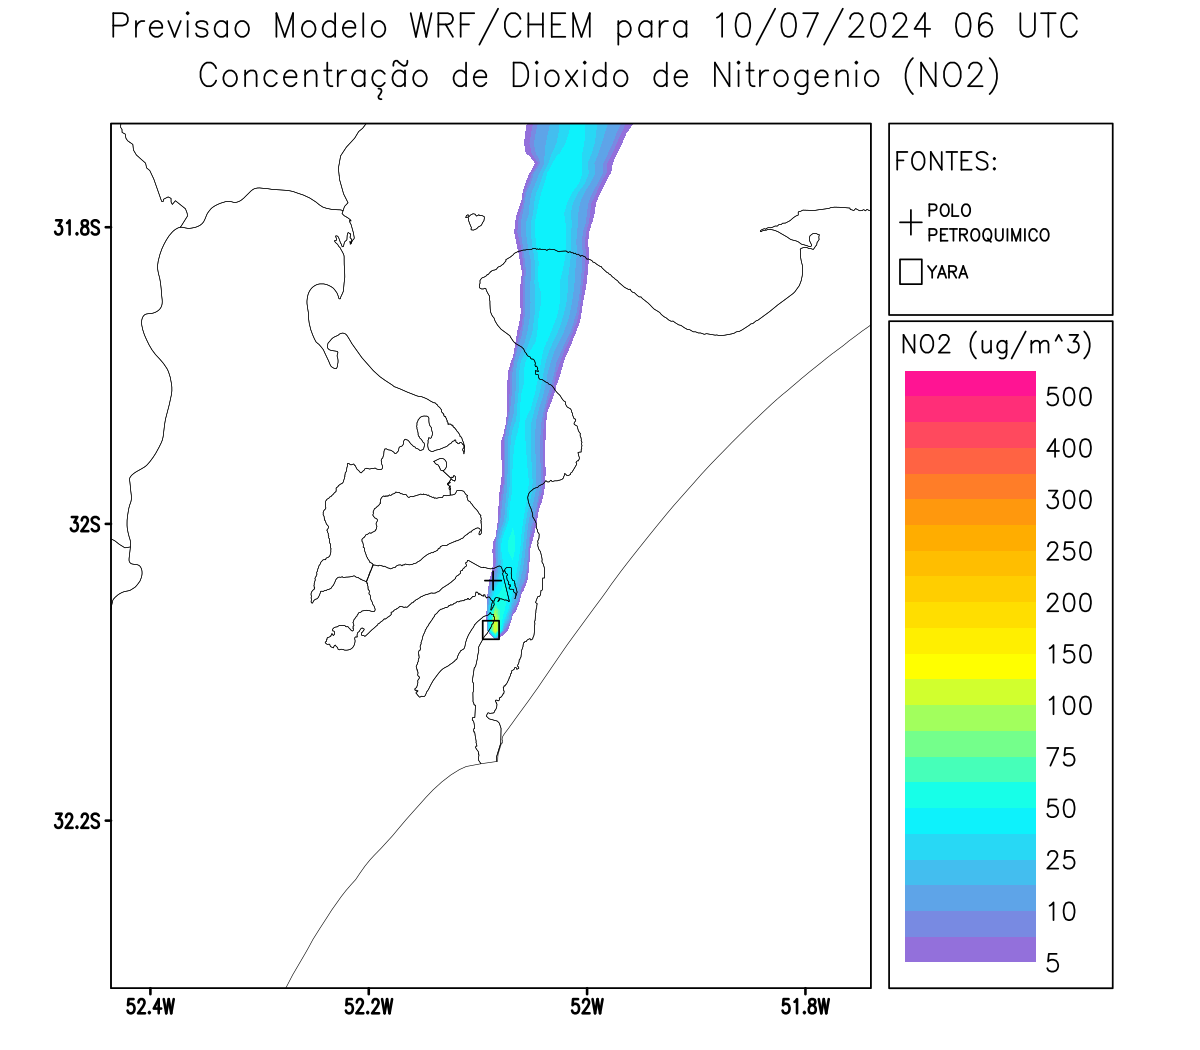 Previsao Modelo WRF/CHEM para 10/07/2024 06 UTC
Concentração de Dioxido de Nitrogenio (NO2)
FONTES:
POLO
PETROQUIMICO
YARA
NO2 (ug/m^3)
500
400
300
250
200
150
100
75
50
25
10
5
31.8S
32S
32.2S
52.4W
52.2W
52W
51.8W